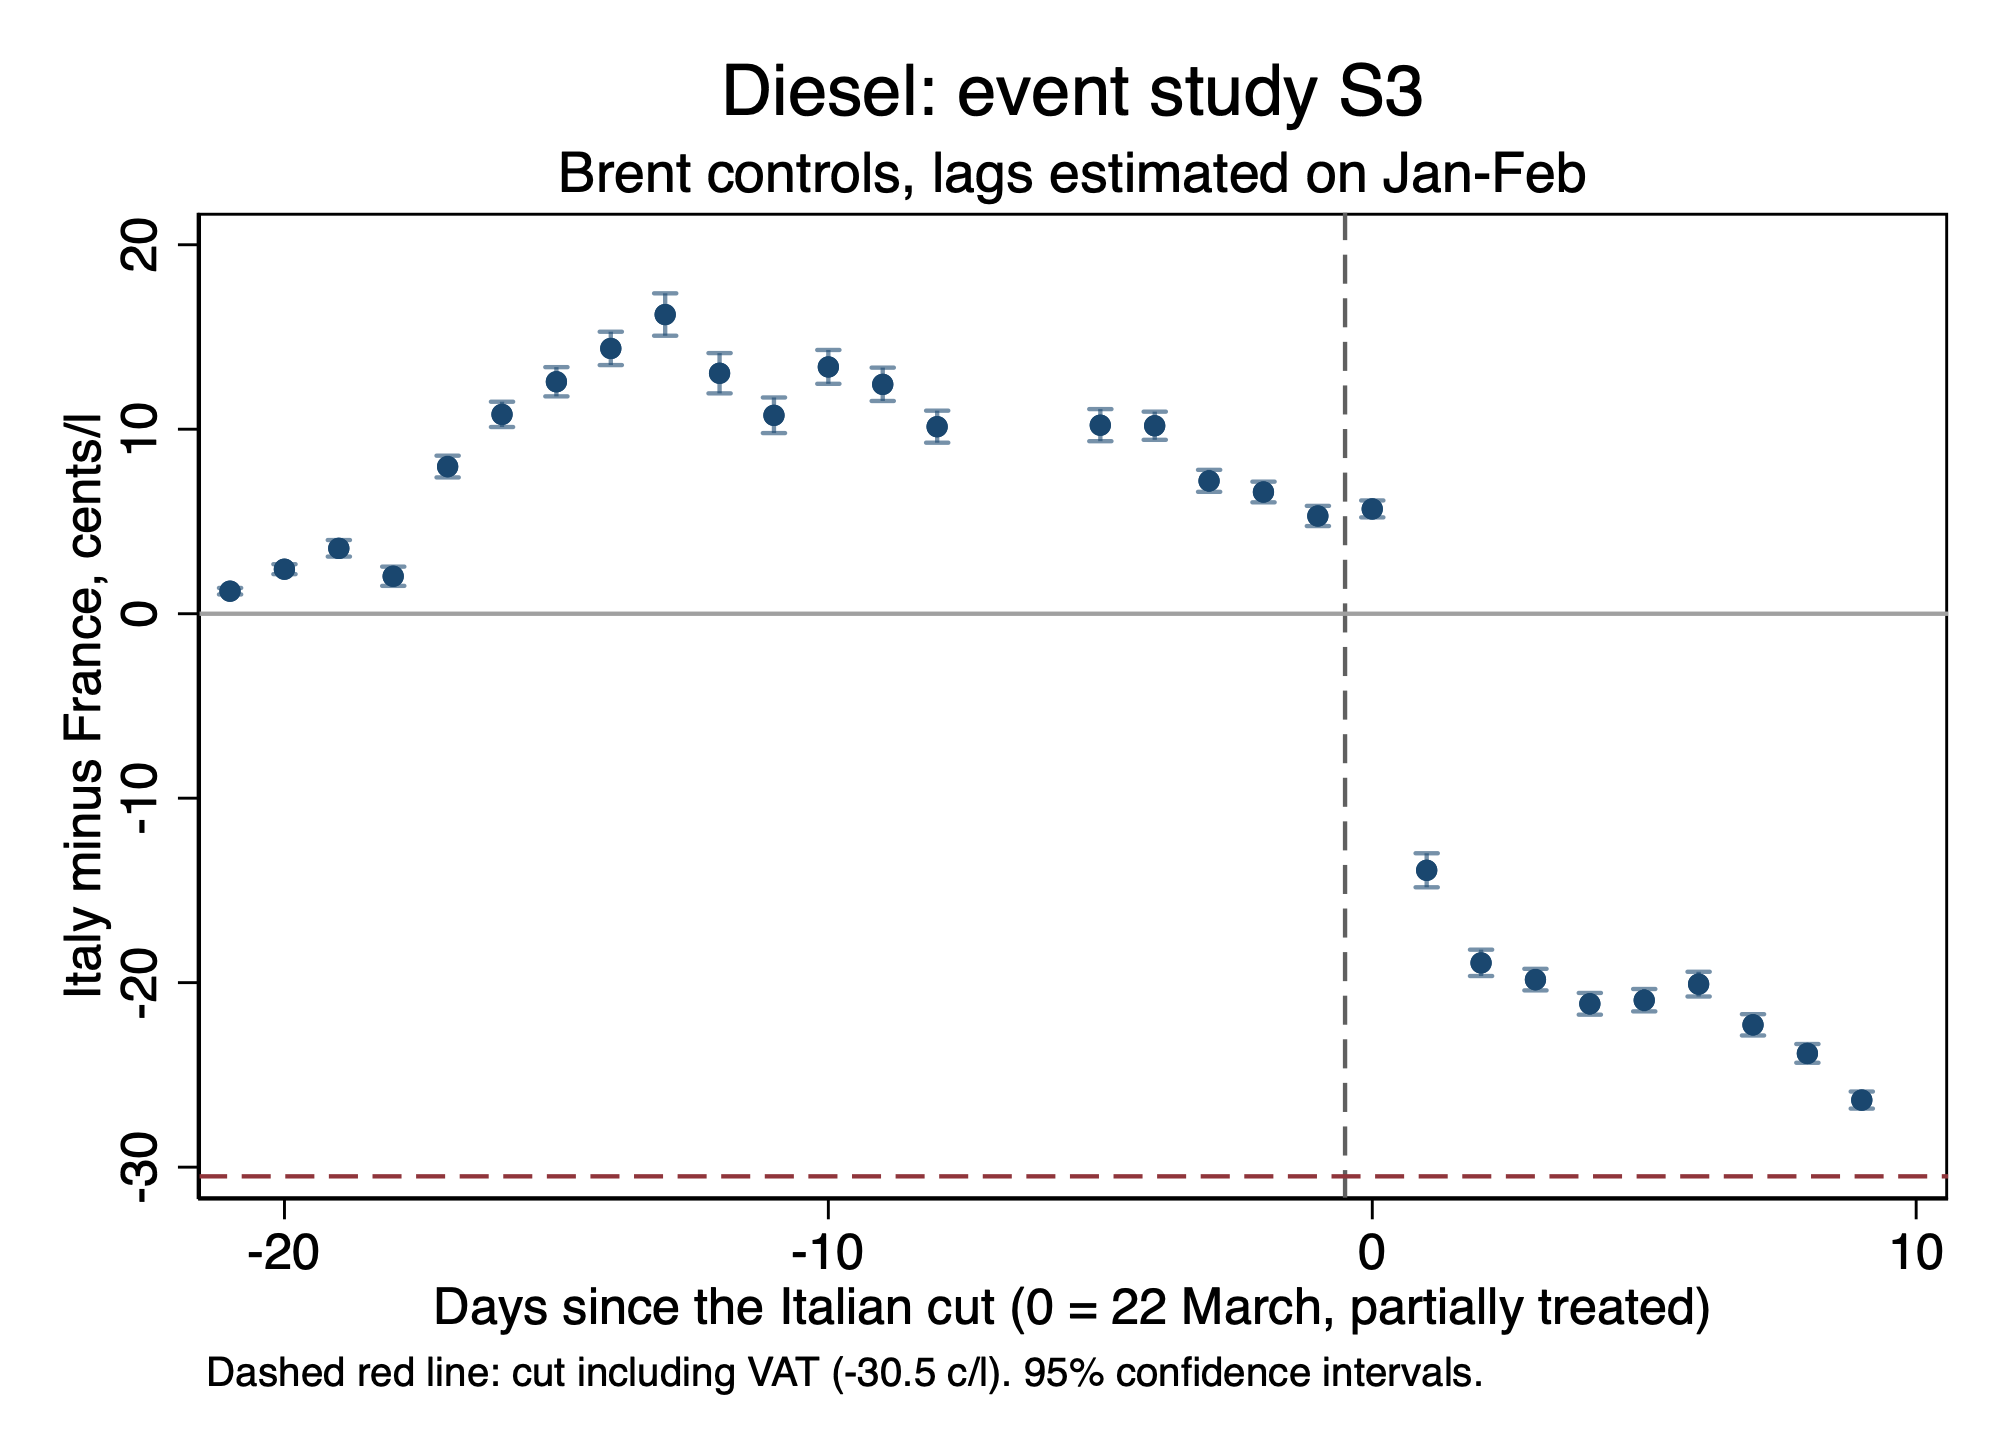 Diesel: event study S3
Brent controls, lags estimated on Jan-Feb
Italy minus France, cents/l
20
10
0
-10
-20
-30
-20
-10
0
10
Days since the Italian cut (0 = 22 March, partially treated)
Dashed red line: cut including VAT (-30.5 c/l). 95% confidence intervals.